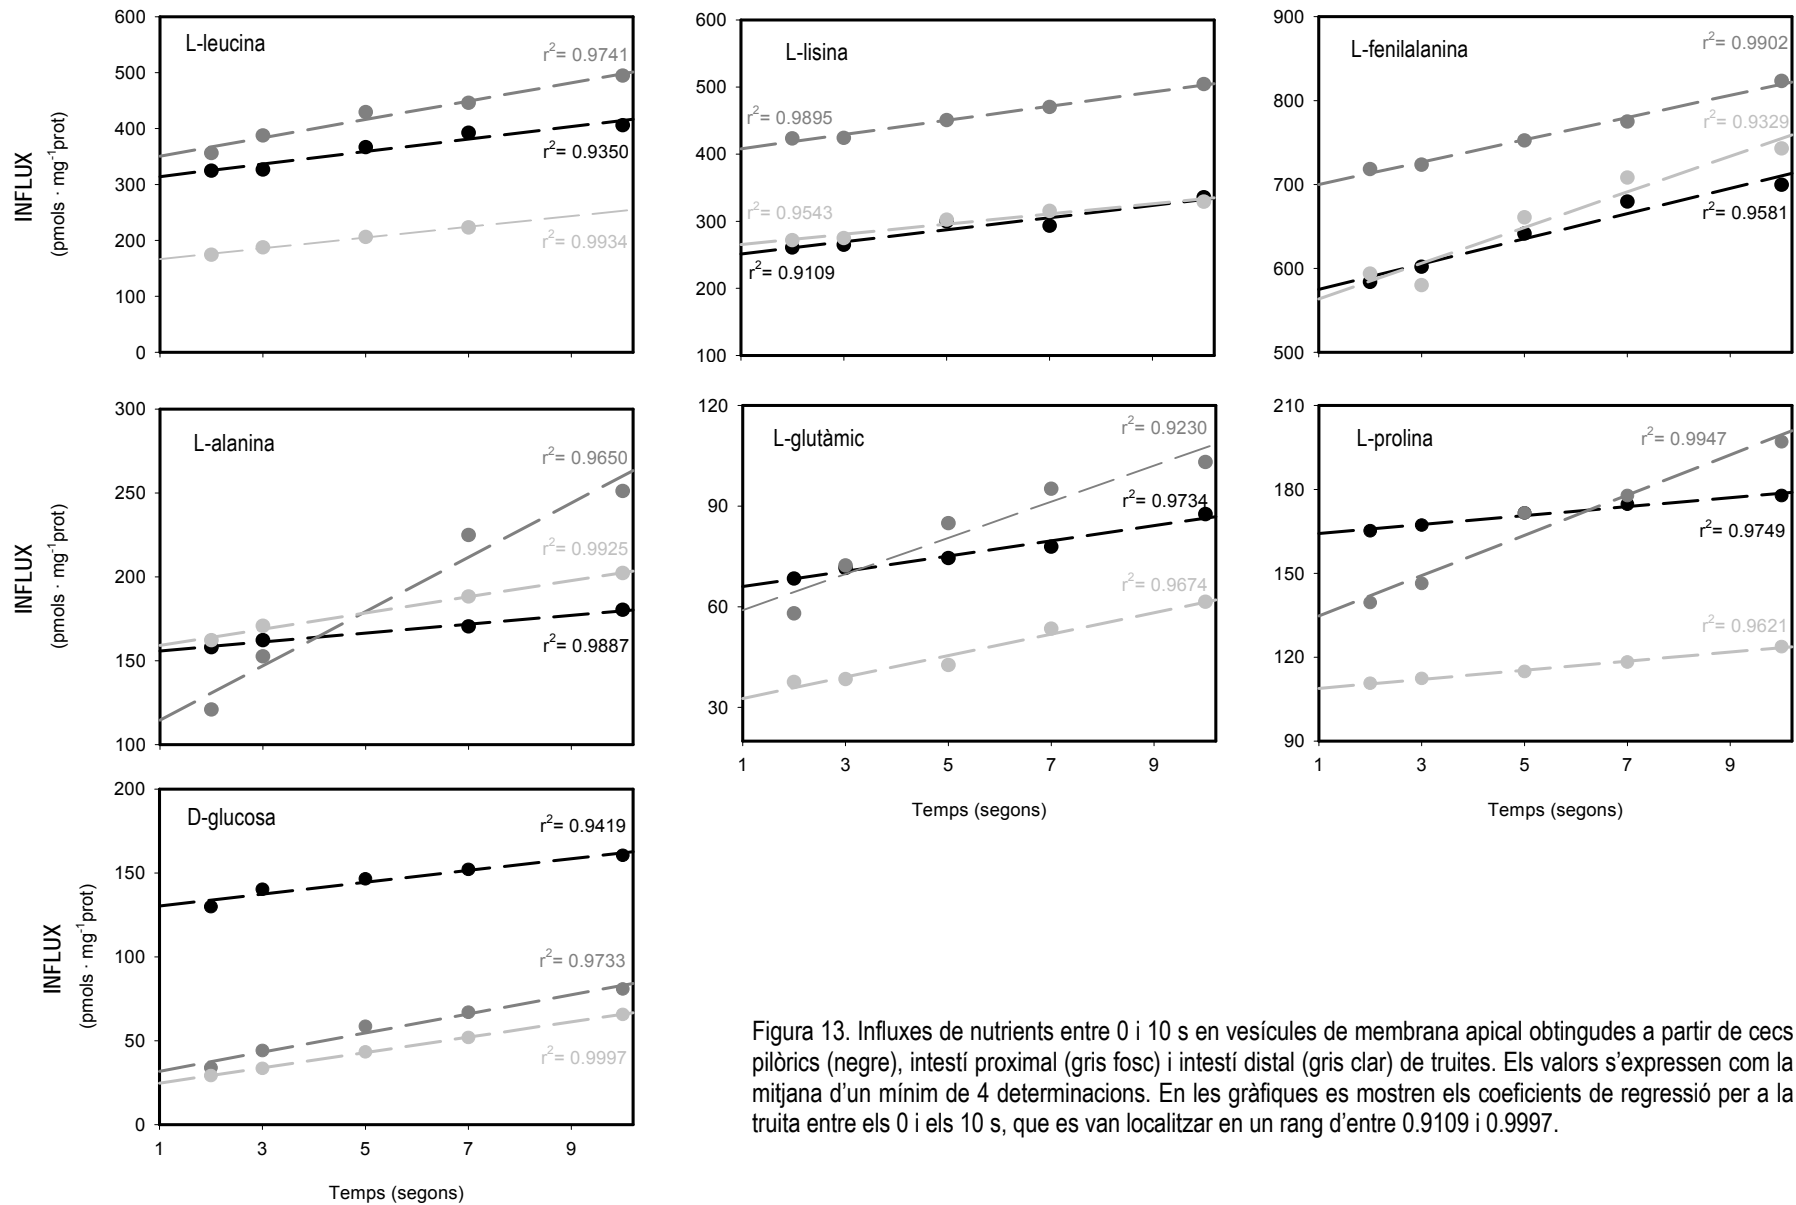 600
500
400
300
200
100
0
INFLUX
(pmols · mg⁻¹prot)
L-leucina
r²= 0.9741
r²= 0.9350
r²= 0.9934
600
500
400
300
200
100
L-lisina
r²= 0.9895
r²= 0.9543
r²= 0.9109
900
800
700
600
500
L-fenilalanina
r²= 0.9902
r²= 0.9329
r²= 0.9581
300
250
200
150
100
INFLUX
(pmols · mg⁻¹prot)
L-alanina
r²= 0.9650
r²= 0.9925
r²= 0.9887
120
90
60
30
L-glutàmic
r²= 0.9230
r²= 0.9734
r²= 0.9674
1 3 5 7 9
Temps (segons)
210
180
150
120
90
L-prolina
r²= 0.9947
r²= 0.9749
r²= 0.9621
1 3 5 7 9
Temps (segons)
200
150
100
50
0
INFLUX
(pmols · mg⁻¹prot)
D-glucosa
r²= 0.9419
r²= 0.9733
r²= 0.9997
1 3 5 7 9
Temps (segons)
Figura 13. Influxes de nutrients entre 0 i 10 s en vesícules de membrana apical obtingudes a partir de cecs
pilòrics (negre), intestí proximal (gris fosc) i intestí distal (gris clar) de truites. Els valors s’expressen com la
mitjana d’un mínim de 4 determinacions. En les gràfiques es mostren els coeficients de regressió per a la
truita entre els 0 i els 10 s, que es van localitzar en un rang d’entre 0.9109 i 0.9997.